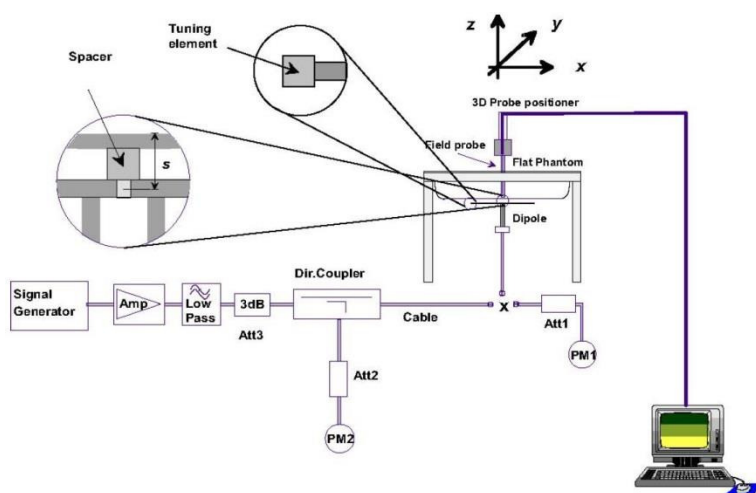 Tuning
element
Spacer
s
z
y
x
3D Probe positioner
Field probe
Flat Phantom
Dipole
Signal
Generator
Amp
Low
Pass
3dB
Att3
Dir.Coupler
Cable
x
Att1
PM1
Att2
PM2